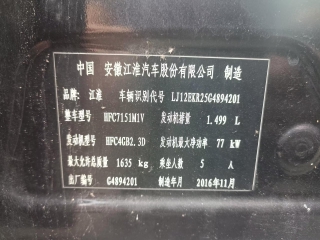 中国 安徽江淮汽车股份有限公司 制造
品牌: 江淮 车辆识别代号 LJ12EKR25G4894201
整车型号 HFC7151M1V 发动机排量 1.499 L
发动机型号 HFC4GB2.3D 发动机最大净功率 77 kW
最大允许总质量 1635 kg 乘坐人数 5 人
出厂编号 G4894201 制造年月 2016年11月